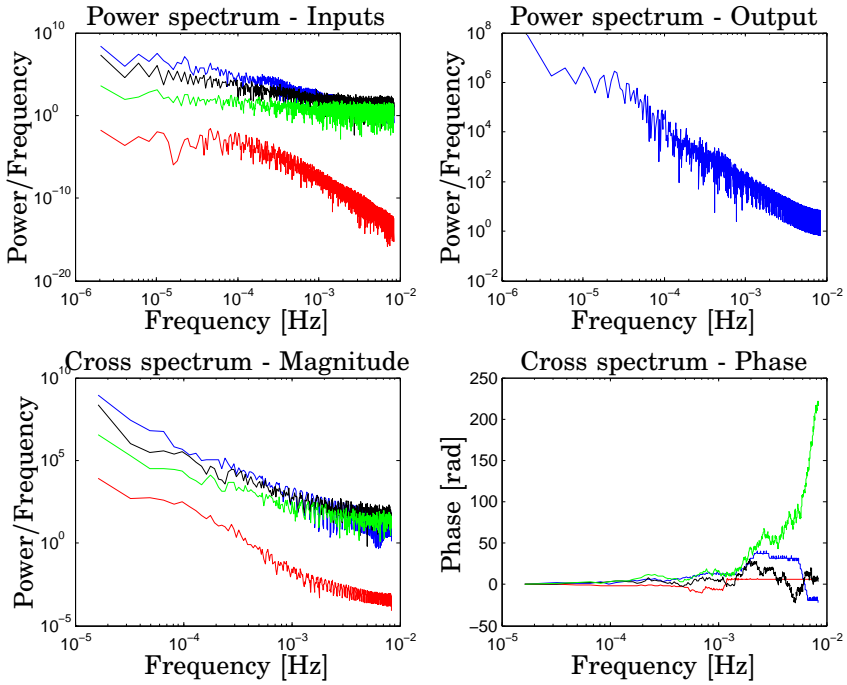 Power spectrum - Inputs
Power/Frequency
10^10
10^0
10^-10
10^-20
10^-6 10^-5 10^-4 10^-3 10^-2
Frequency [Hz]
Power spectrum - Output
Power/Frequency
10^8
10^6
10^4
10^2
10^0
10^-2
10^-6 10^-5 10^-4 10^-3 10^-2
Frequency [Hz]
Cross spectrum - Magnitude
Power/Frequency
10^10
10^5
10^0
10^-5
10^-5 10^-4 10^-3 10^-2
Frequency [Hz]
Cross spectrum - Phase
Phase [rad]
250
200
150
100
50
0
-50
10^-5 10^-4 10^-3 10^-2
Frequency [Hz]